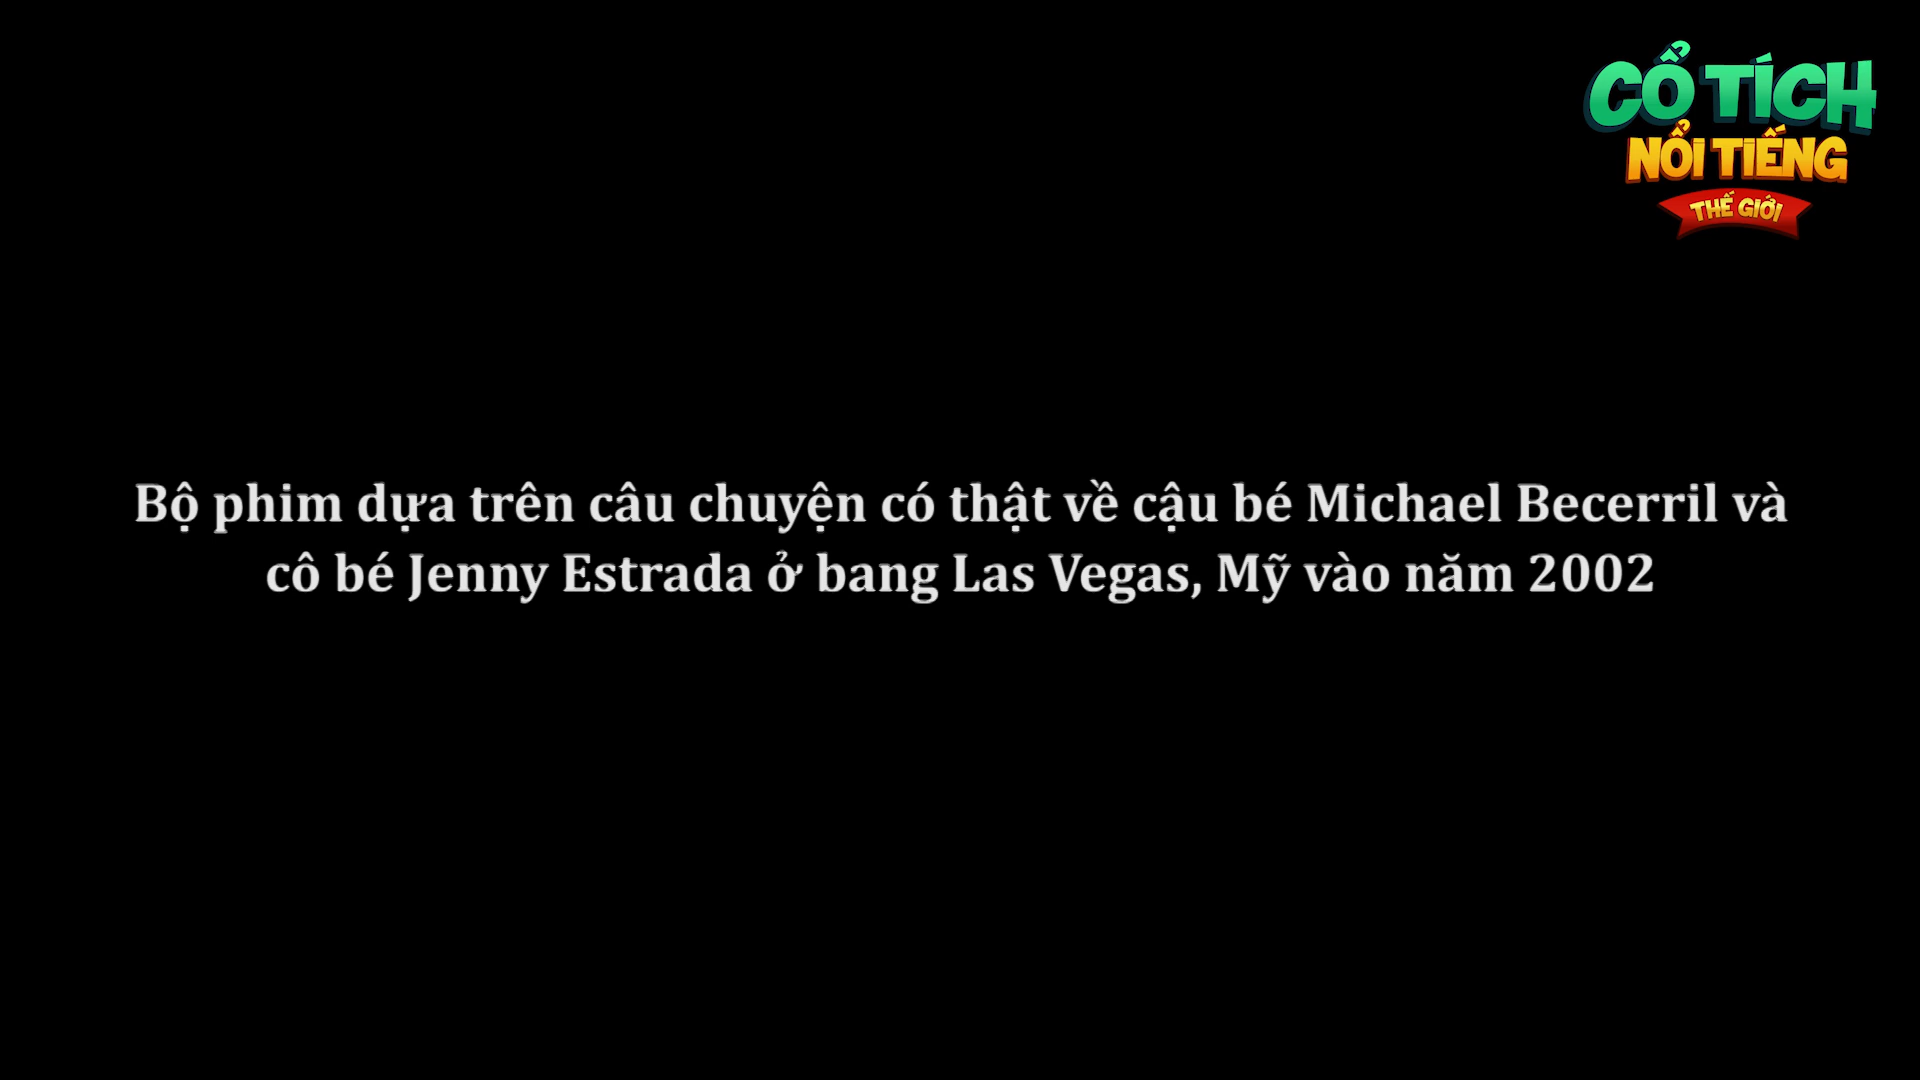 CỔ TÍCH
NỔI TIẾNG
THẾ GIỚI
Bộ phim dựa trên câu chuyện có thật về cậu bé Michael Becerril và
cô bé Jenny Estrada ở bang Las Vegas, Mỹ vào năm 2002